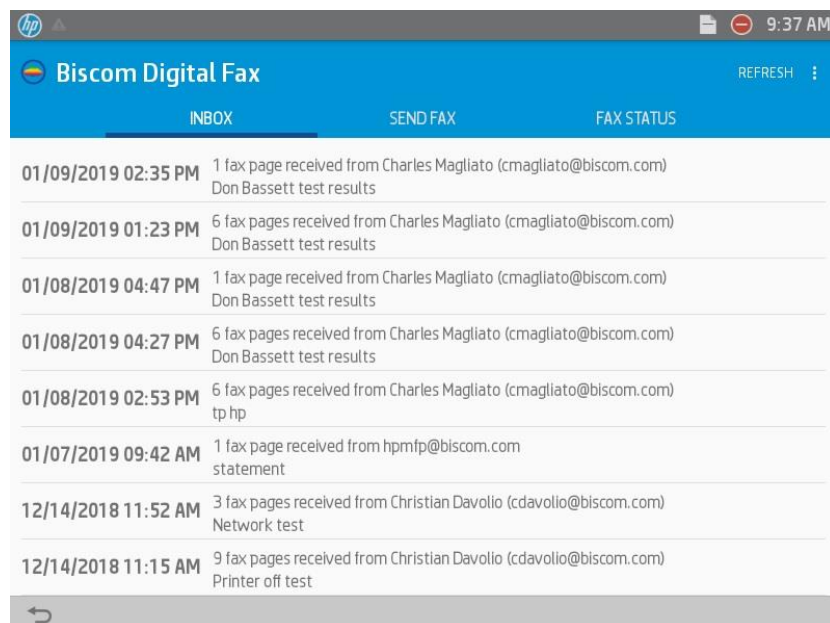 hp
9:37 AM
Biscom Digital Fax
REFRESH
INBOX SEND FAX FAX STATUS
01/09/2019 02:35 PM 1 fax page received from Charles Magliato (cmagliato@biscom.com)
Don Bassett test results
01/09/2019 01:23 PM 6 fax pages received from Charles Magliato (cmagliato@biscom.com)
Don Bassett test results
01/08/2019 04:47 PM 1 fax page received from Charles Magliato (cmagliato@biscom.com)
Don Bassett test results
01/08/2019 04:27 PM 6 fax pages received from Charles Magliato (cmagliato@biscom.com)
Don Bassett test results
01/08/2019 02:53 PM 6 fax pages received from Charles Magliato (cmagliato@biscom.com)
tp hp
01/07/2019 09:42 AM 1 fax page received from hpmfp@biscom.com
statement
12/14/2018 11:52 AM 3 fax pages received from Christian Davolio (cdavolio@biscom.com)
Network test
12/14/2018 11:15 AM 9 fax pages received from Christian Davolio (cdavolio@biscom.com)
Printer off test